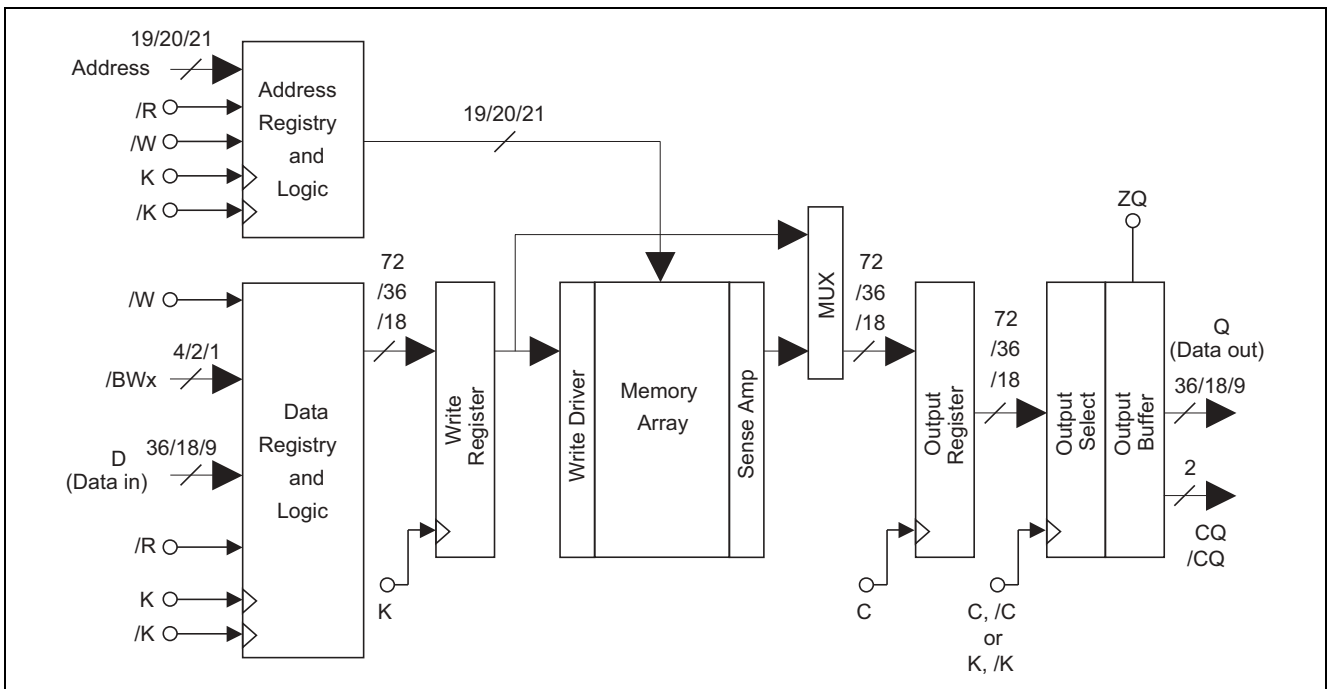 19/20/21
Address
/R
/W
K
/K
Address
Registry
and
Logic
19/20/21
/W
4/2/1
/BWx
36/18/9
D
(Data in)
/R
K
/K
Data
Registry
and
Logic
72
/36
/18
Write
Register
K
Write Driver
Memory
Array
Sense Amp
MUX
72
/36
/18
Output
Register
C
72
/36
/18
ZQ
Output
Select
Output
Buffer
C, /C
or
K, /K
Q
(Data out)
36/18/9
2
CQ
/CQ